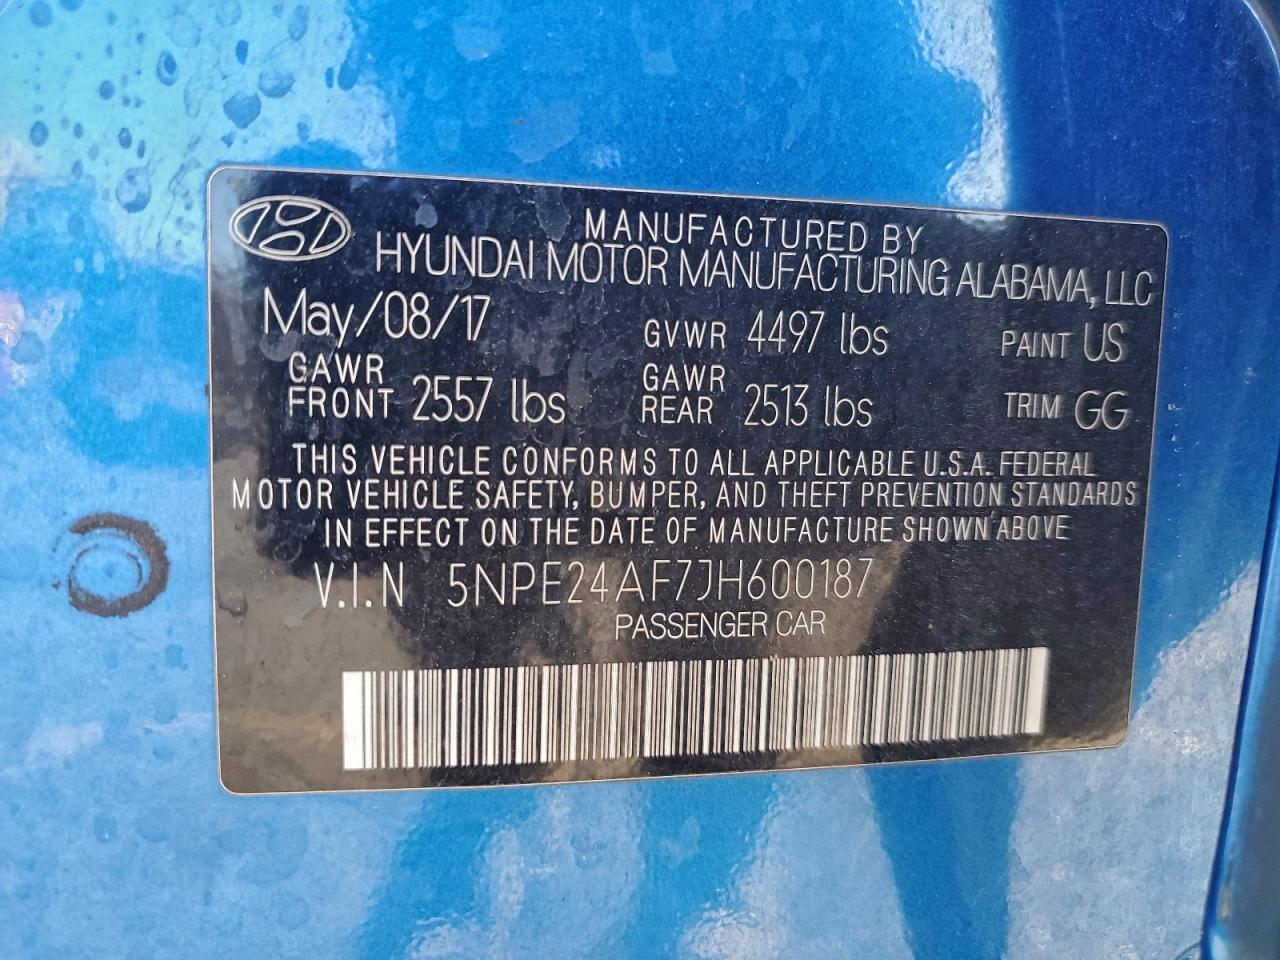 MANUFACTURED BY
HYUNDAI MOTOR MANUFACTURING ALABAMA, LLC
May/08/17 GVWR 4497 lbs PAINT US
GAWR FRONT 2557 lbs GAWR REAR 2513 lbs TRIM GG
THIS VEHICLE CONFORMS TO ALL APPLICABLE U.S.A. FEDERAL
MOTOR VEHICLE SAFETY, BUMPER, AND THEFT PREVENTION STANDARDS
IN EFFECT ON THE DATE OF MANUFACTURE SHOWN ABOVE
V.I.N 5NPE24AF7JH600187
PASSENGER CAR